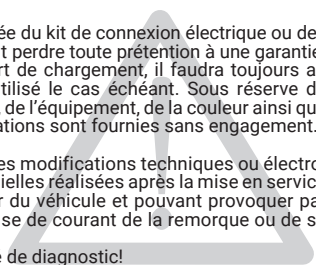 ée du kit de connexion électrique ou de
t perdre toute prétention à une garantie
rt de chargement, il faudra toujours a
tilisé le cas échéant. Sous réserve d
, de l’équipement, de la couleur ainsi qu
ations sont fournies sans engagement.
es modifications techniques ou électro
ielles réalisées après la mise en servic
r du véhicule et pouvant provoquer pa
se de courant de la remorque ou de s
e de diagnostic!